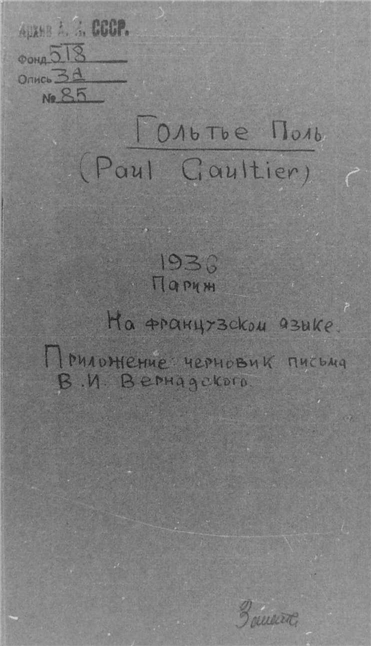 Архив А. Н. СССР.
Фонд 518
Опись 3А
№ 85
Гольтье Поль
(Paul Gaultier)
1936
Париж
На французском языке.
Приложение черновик письма
В. И. Вернадского